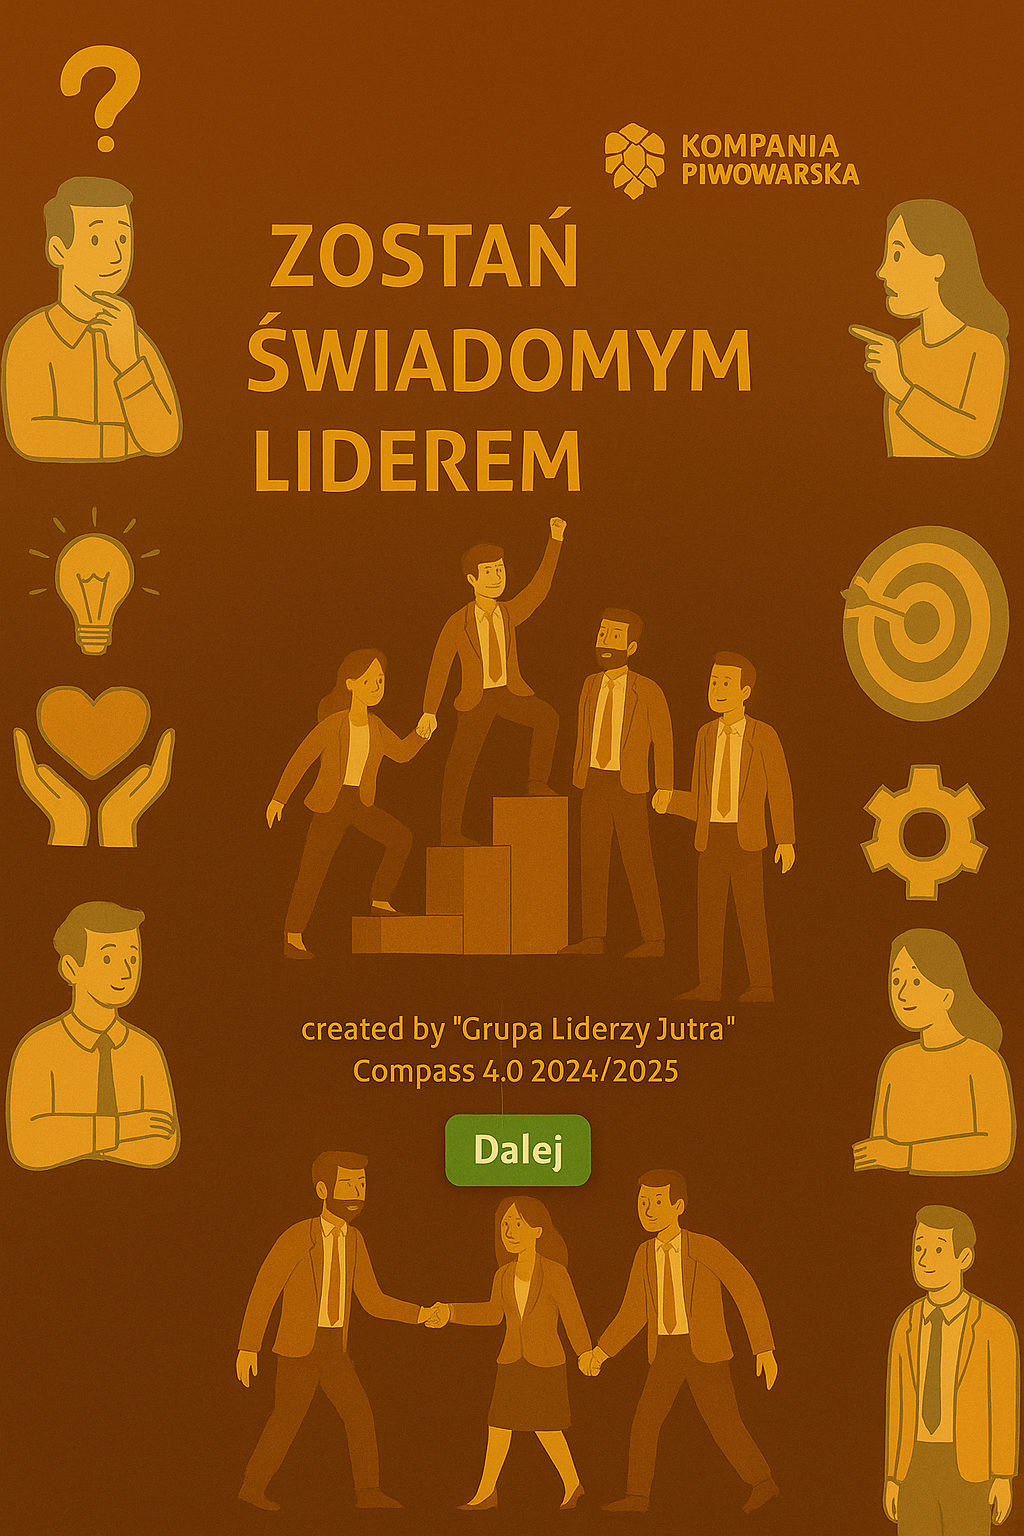 ?
KOMPANIA
PIWOWARSKA
ZOSTAŃ
ŚWIADOMYM
LIDEREM
created by "Grupa Liderzy Jutra"
Compass 4.0 2024/2025
Dalej